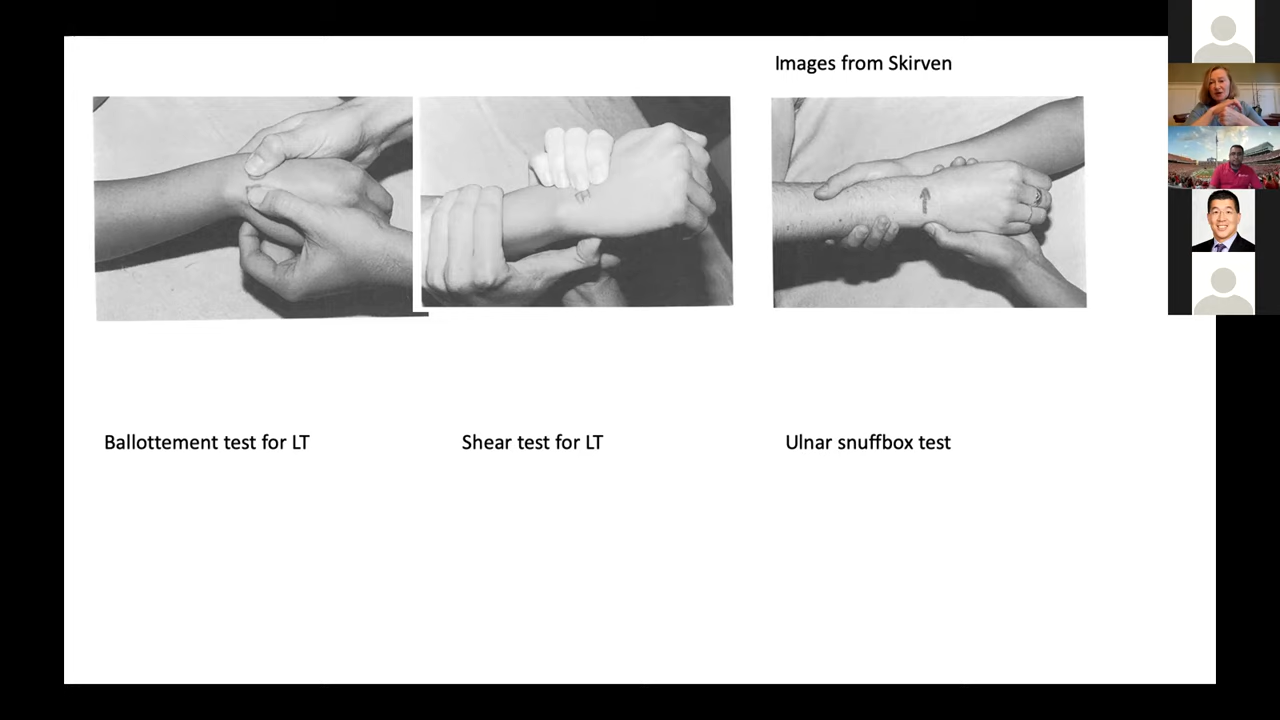 Images from Skirven
Ballottement test for LT
Shear test for LT
Ulnar snuffbox test